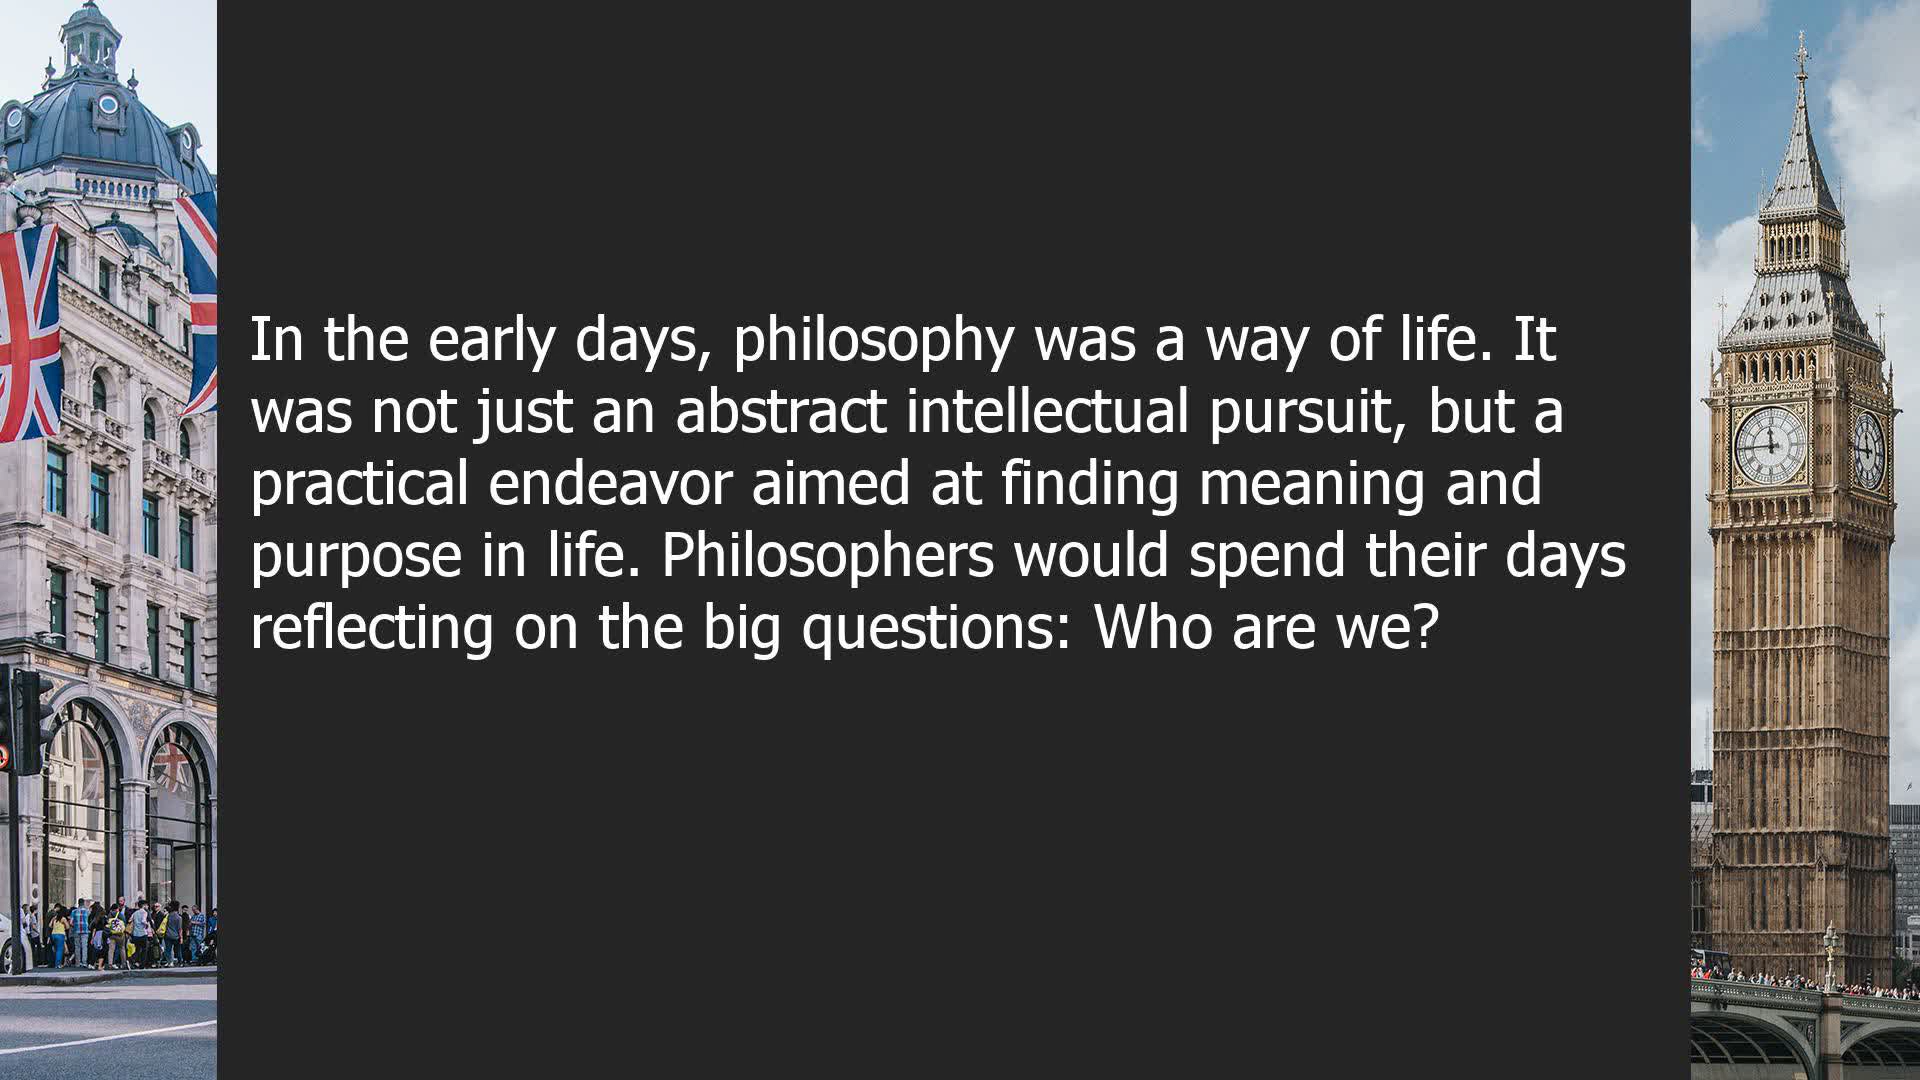 In the early days, philosophy was a way of life. It
was not just an abstract intellectual pursuit, but a
practical endeavor aimed at finding meaning and
purpose in life. Philosophers would spend their days
reflecting on the big questions: Who are we?